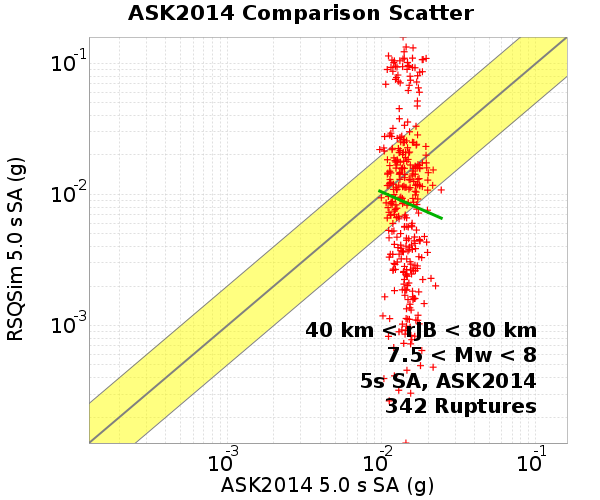 ASK2014 Comparison Scatter
RSQSim 5.0 s SA (g)
10^-1
10^-2
10^-3
40 km < rJB < 80 km
7.5 < Mw < 8
5s SA, ASK2014
342 Ruptures
10^-3 10^-2 10^-1
ASK2014 5.0 s SA (g)